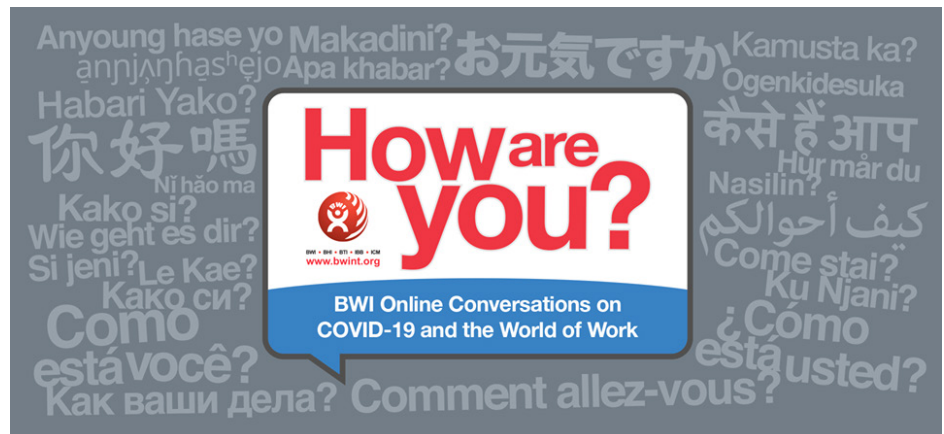 Anyoung hase yo
Makadini?
お元気ですか
Kamusta ka?
Apa khabar?
Ogenkidesuka
Habari Yako?
你好嗎
Nǐ hǎo ma
कैसे हैं आप
Hur mår du
Nasilin?
Kako si?
كيف أحوالكم
Wie geht es dir?
Si jeni?
Le Kae?
Come stai?
Ku Njani?
Како си?
Como
está você?
¿Cómo
está usted?
Как ваши дела?
Comment allez-vous?
How are
you?
BWI
BWI • BHI • BTI • IBB • ICM
www.bwint.org
BWI Online Conversations on
COVID-19 and the World of Work